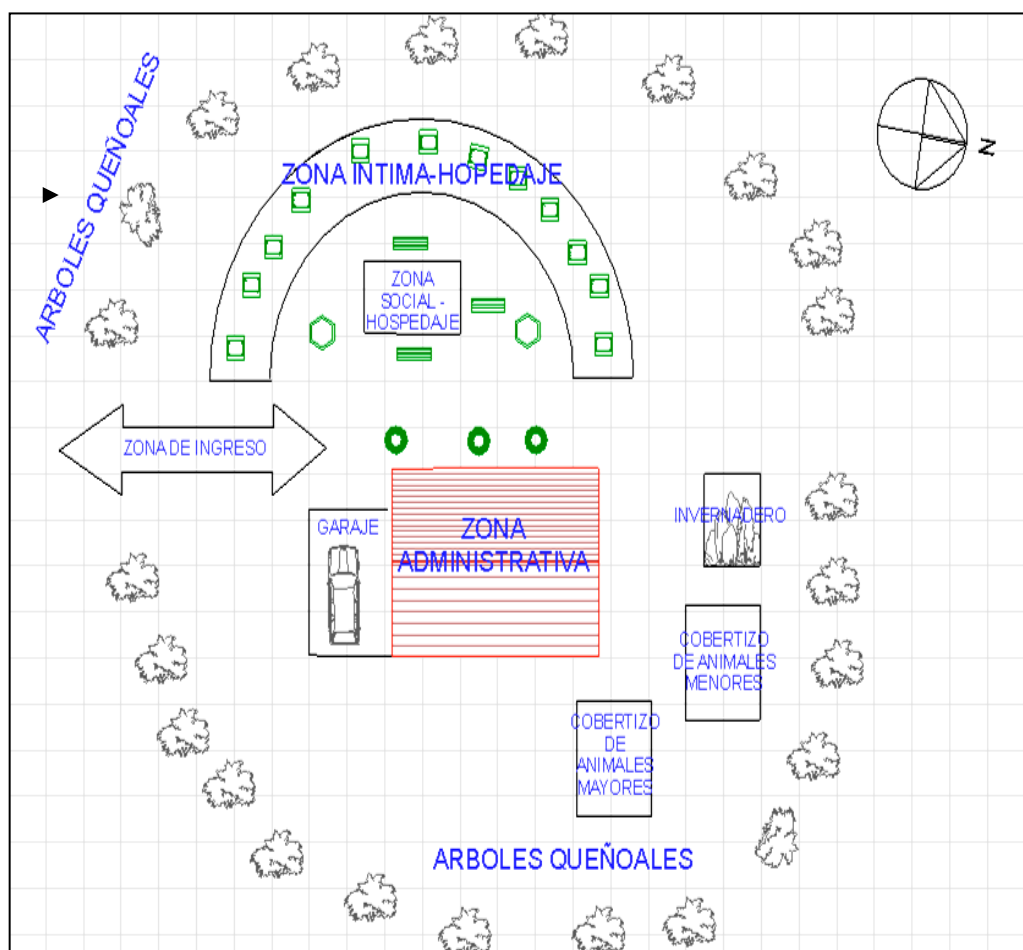 ARBOLES QUEÑOALES
N
ZONA INTIMA-HOPEDAJE
ZONA
SOCIAL -
HOSPEDAJE
ZONA DE INGRESO
GARAJE
ZONA
ADMINISTRATIVA
INVERNADERO
COBERTIZO
DE ANIMALES
MENORES
COBERTIZO
DE
ANIMALES
MAYORES
ARBOLES QUEÑOALES